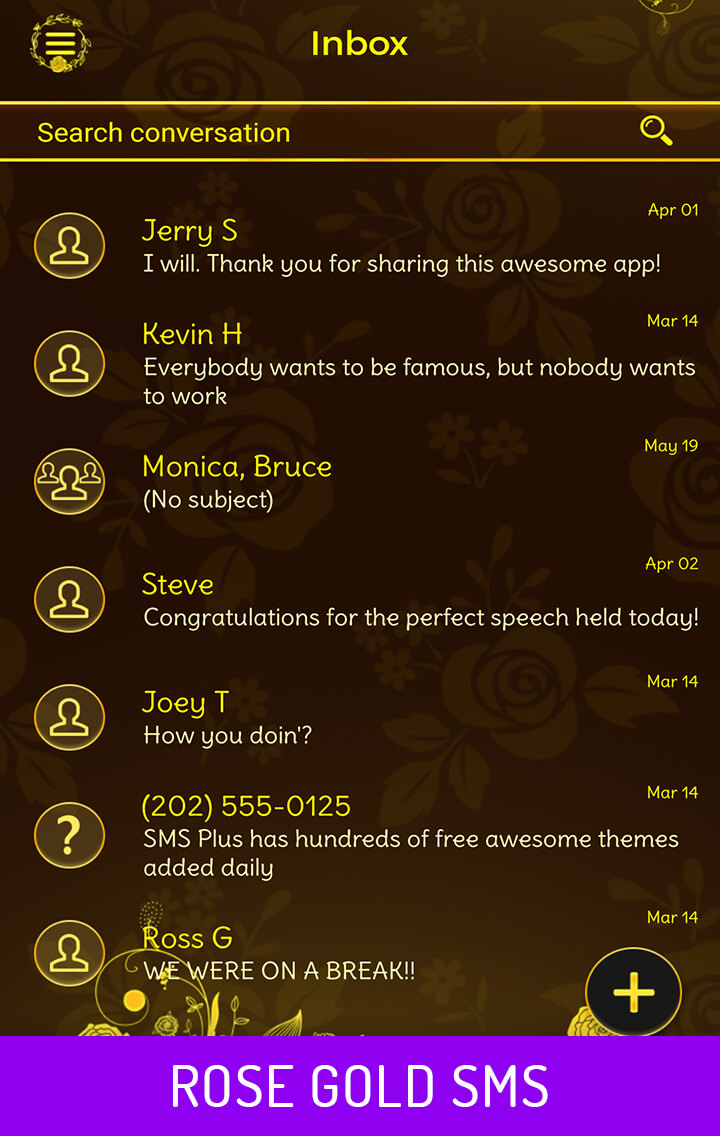 Inbox
Search conversation
Apr 01
Jerry S
I will. Thank you for sharing this awesome app!
Mar 14
Kevin H
Everybody wants to be famous, but nobody wants
to work
May 19
Monica, Bruce
(No subject)
Apr 02
Steve
Congratulations for the perfect speech held today!
Mar 14
Joey T
How you doin'?
Mar 14
(202) 555-0125
SMS Plus has hundreds of free awesome themes
added daily
Mar 14
Ross G
WE WERE ON A BREAK!!
ROSE GOLD SMS